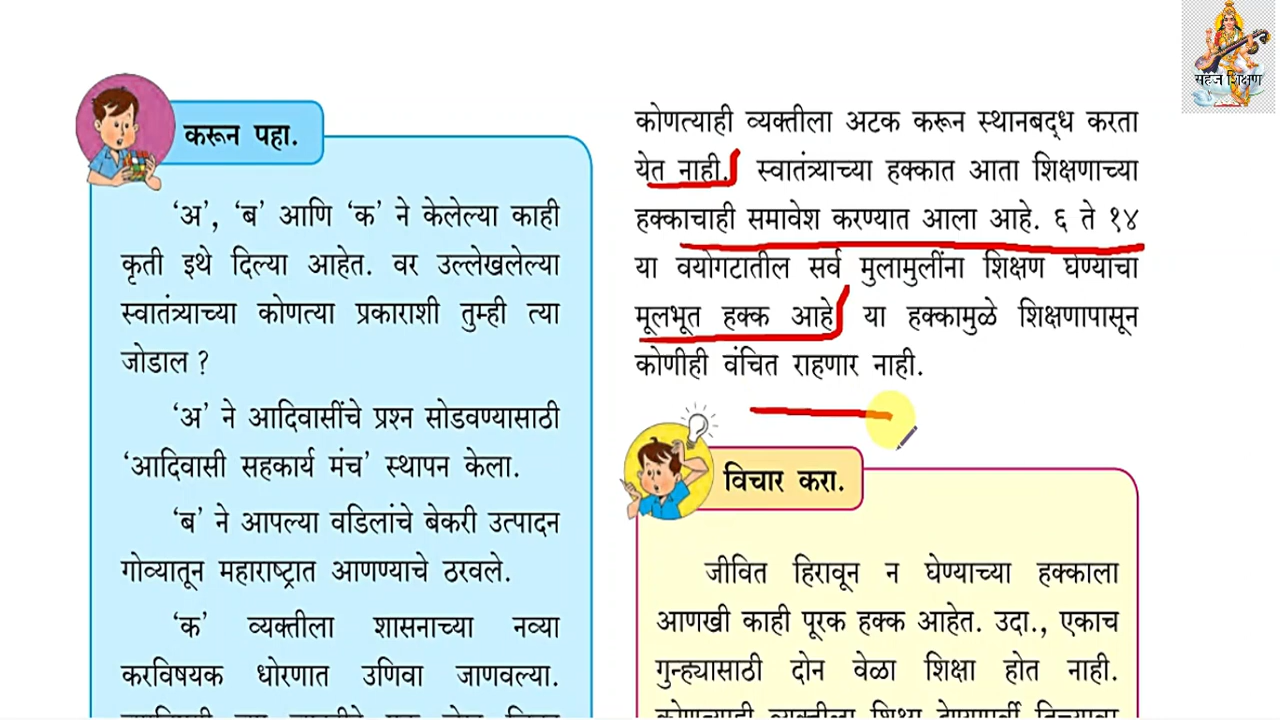 सहज शिक्षण
करून पहा.
‘अ’, ‘ब’ आणि ‘क’ ने केलेल्या काही
कृती इथे दिल्या आहेत. वर उल्लेखलेल्या
स्वातंत्र्याच्या कोणत्या प्रकाराशी तुम्ही त्या
जोडाल ?
‘अ’ ने आदिवासींचे प्रश्न सोडवण्यासाठी
‘आदिवासी सहकार्य मंच’ स्थापन केला.
‘ब’ ने आपल्या वडिलांचे बेकरी उत्पादन
गोव्यातून महाराष्ट्रात आणण्याचे ठरवले.
‘क’ व्यक्तीला शासनाच्या नव्या
करविषयक धोरणात उणिवा जाणवल्या.
कोणत्याही व्यक्तीला अटक करून स्थानबद्ध करता
येत नाही. स्वातंत्र्याच्या हक्कात आता शिक्षणाच्या
हक्काचाही समावेश करण्यात आला आहे. ६ ते १४
या वयोगटातील सर्व मुलामुलींना शिक्षण घेण्याचा
मूलभूत हक्क आहे या हक्कामुळे शिक्षणापासून
कोणीही वंचित राहणार नाही.
विचार करा.
जीवित हिरावून न घेण्याच्या हक्काला
आणखी काही पूरक हक्क आहेत. उदा., एकाच
गुन्ह्यासाठी दोन वेळा शिक्षा होत नाही.
कोणत्याही व्यक्तीला शिक्षा देण्यापूर्वी तिच्यावर